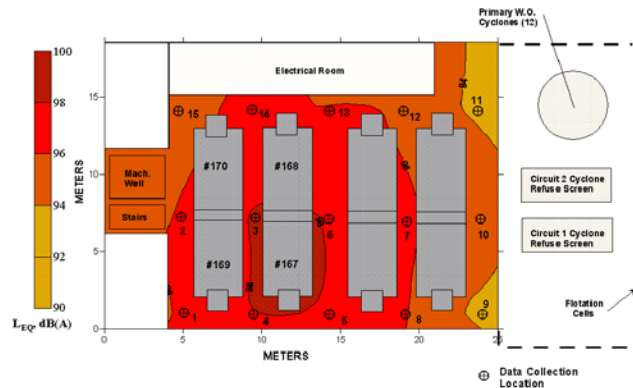 Primary W.O.
Cyclones (12)
100
98
96
94
92
90
L_EQ, dB(A)
15
10
5
0
METERS
Electrical Room
94
15
14
13
12
11
Mach.
Well
Stairs
#170
#168
2
3
6
7
10
#169
#167
1
4
5
8
9
0
5
10
15
20
25
METERS
Circuit 2 Cyclone
Refuse Screen
Circuit 1 Cyclone
Refuse Screen
Flotation
Cells
Data Collection
Location